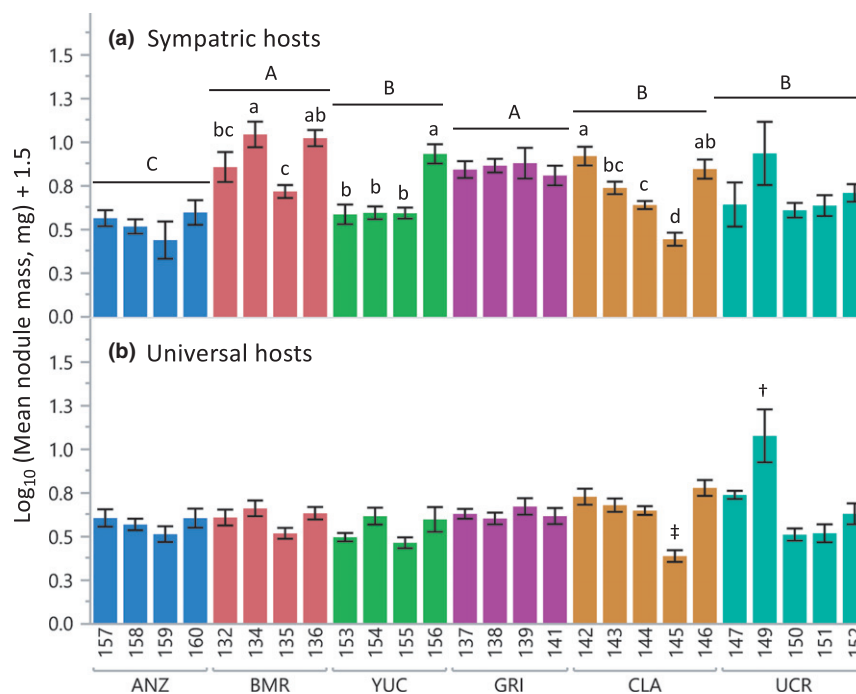 (a) Sympatric hosts
1.5
1.3
1.0
0.8
0.5
0.3
0.0
C
A
B
A
B
B
bc
a
c
ab
b
b
b
a
a
bc
c
d
ab
(b) Universal hosts
1.5
1.3
1.0
0.8
0.5
0.3
0.0
‡
†
Log10 (Mean nodule mass, mg) + 1.5
157 158 159 160 132 134 135 136 153 154 155 156 137 138 139 141 142 143 144 145 146 147 149 150 151 152
ANZ BMR YUC GRI CLA UCR